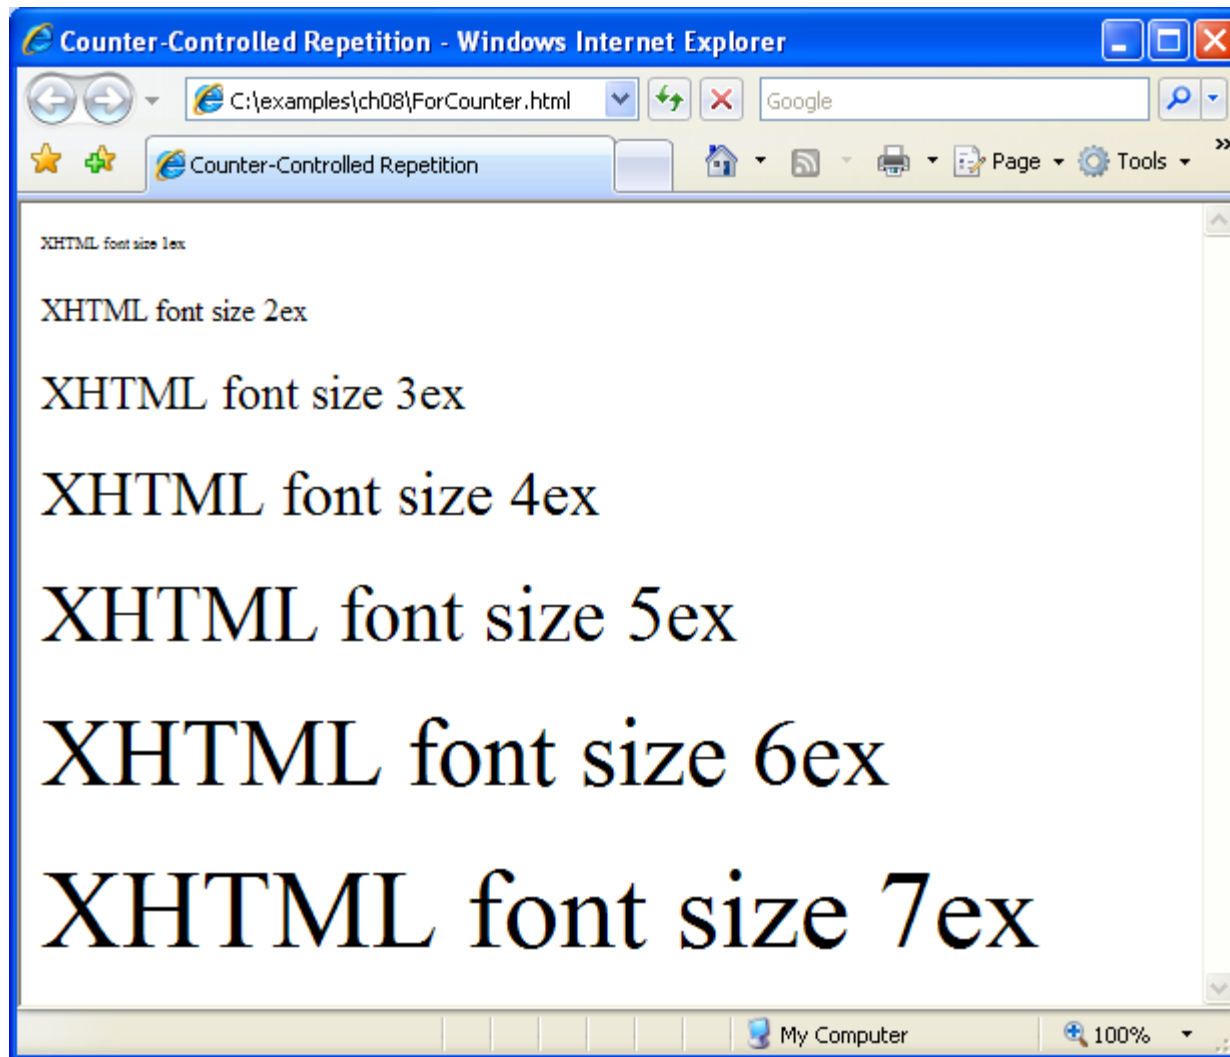 Counter-Controlled Repetition - Windows Internet Explorer
C:\examples\ch08\ForCounter.html Google
Counter-Controlled Repetition Page Tools »
XHTML font size 1ex
XHTML font size 2ex
XHTML font size 3ex
XHTML font size 4ex
XHTML font size 5ex
XHTML font size 6ex
XHTML font size 7ex
My Computer 100%